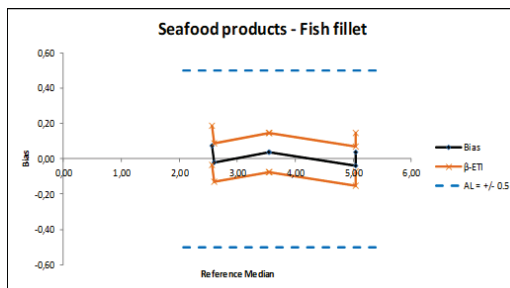 Seafood products - Fish fillet
0,60
0,40
0,20
0,00
-0,20
-0,40
-0,60
0,00 1,00 2,00 3,00 4,00 5,00 6,00
Bias
Reference Median
Bias
β-ETI
AL = +/- 0.5